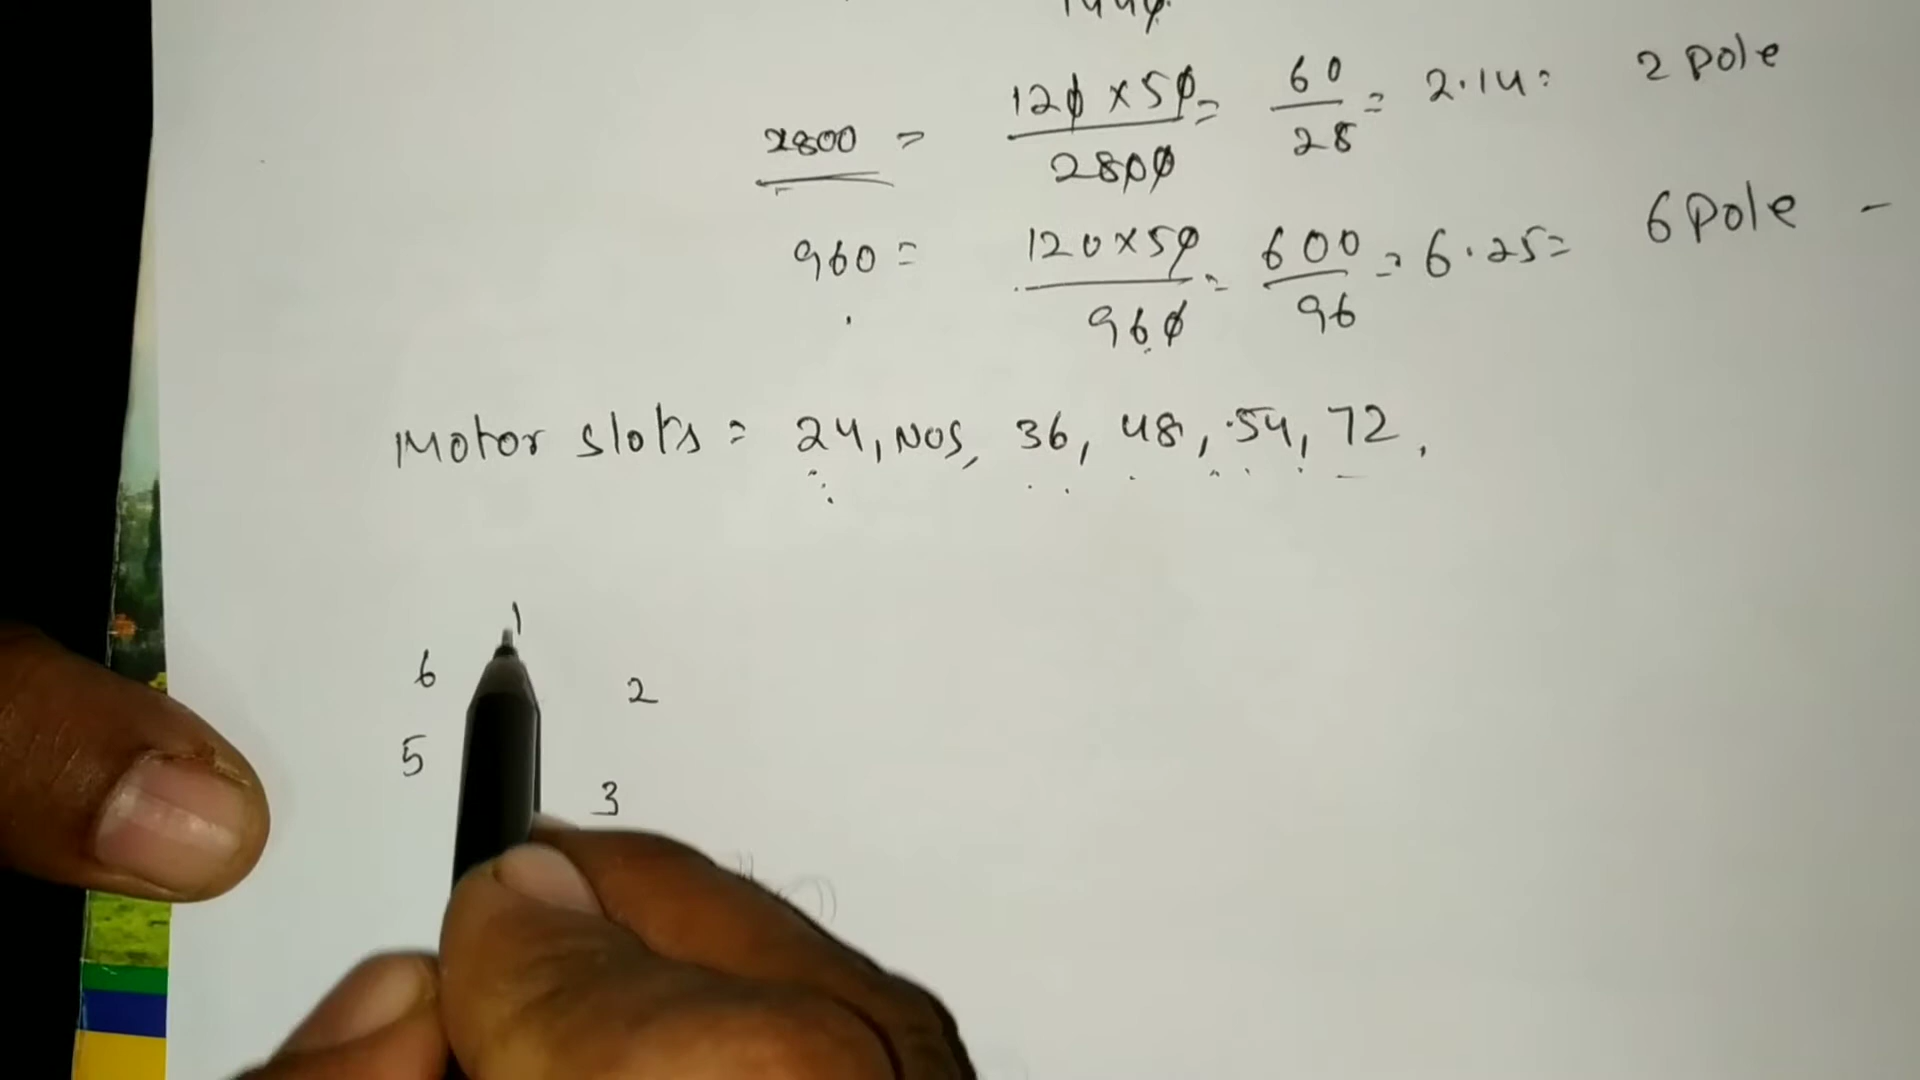 2800 = 120 x 50 / 2800 = 60 / 28 = 2.14 = 2 pole
960 = 120 x 50 / 960 = 600 / 96 = 6.25 = 6 pole -
Motor slots = 24, NOS, 36, 48, 54, 72,
1
6 2
5
3